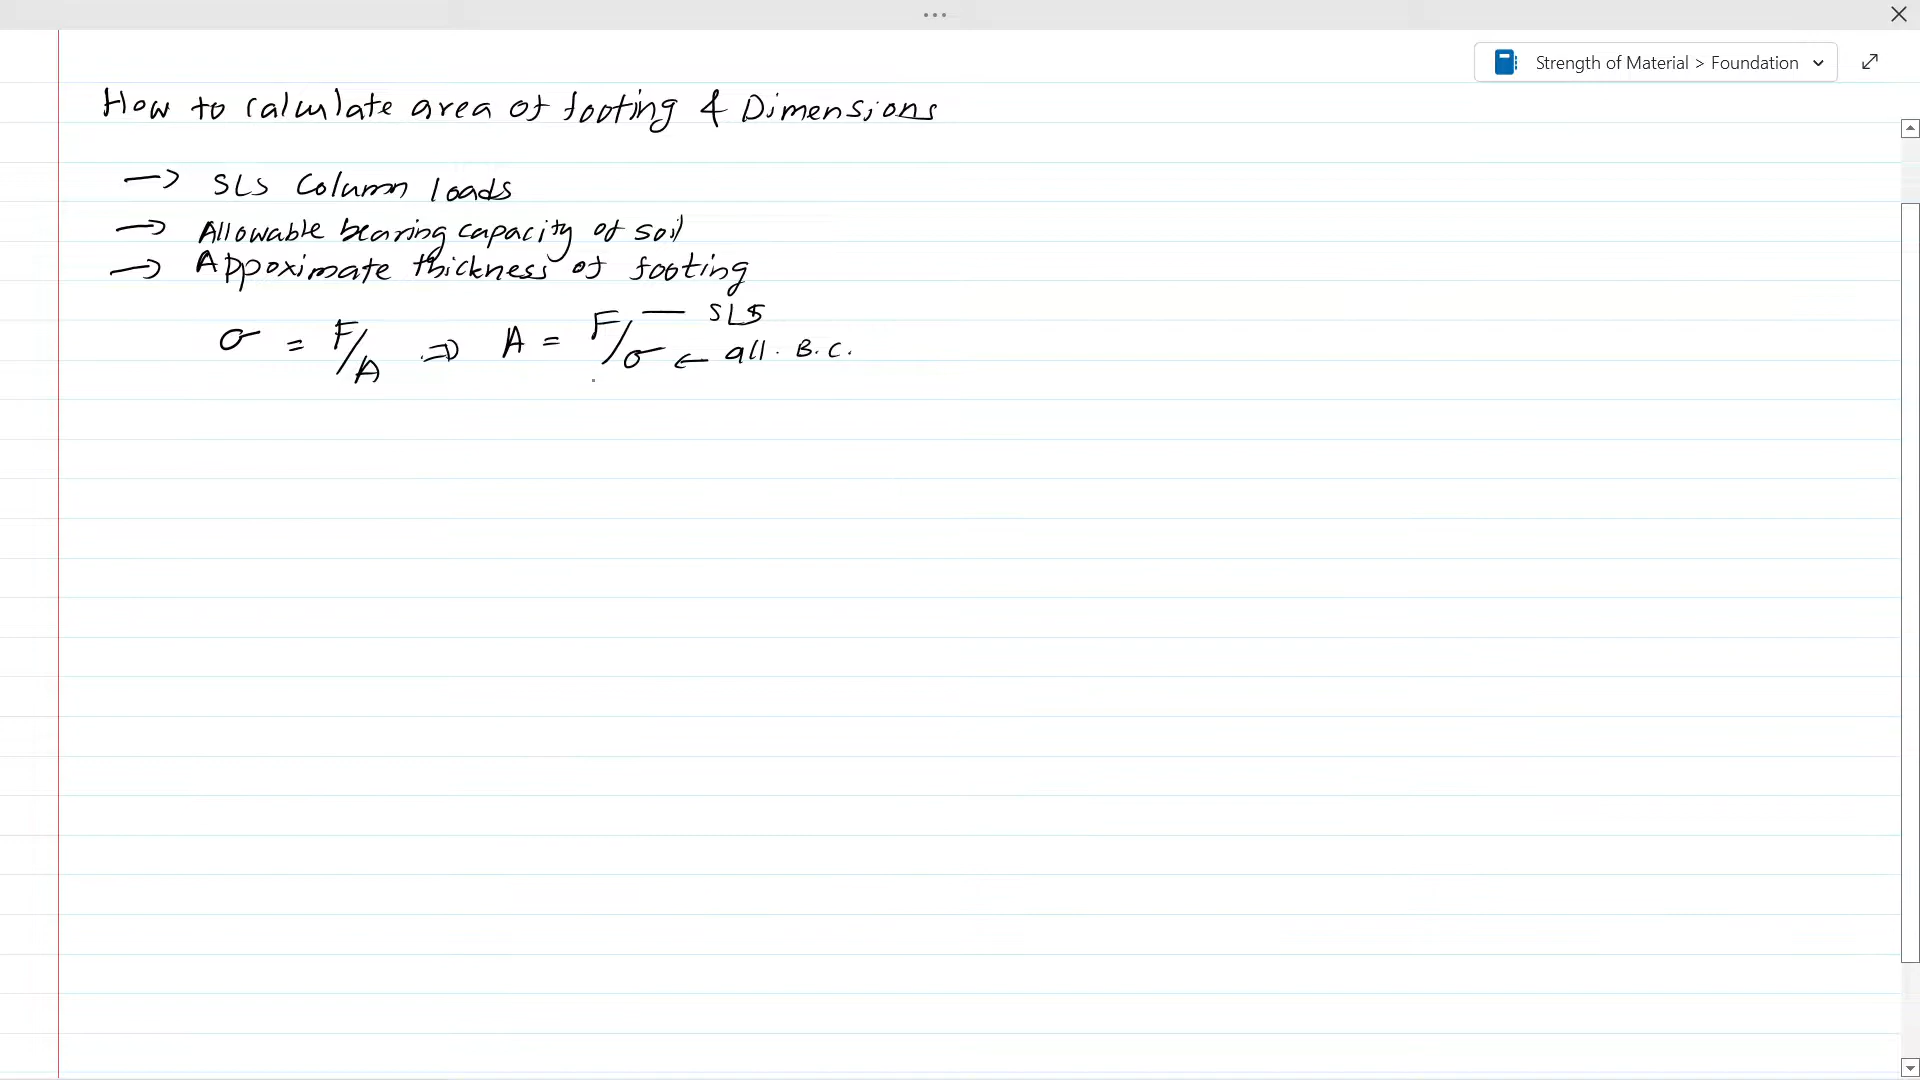 Strength of Material > Foundation
How to calculate area of footing & Dimensions
→ SLS Column loads
→ Allowable bearing capacity of soil
→ Appoximate thickness of footing
σ = F/A ⇒ A = F/σ — SLS
← all. B.C.